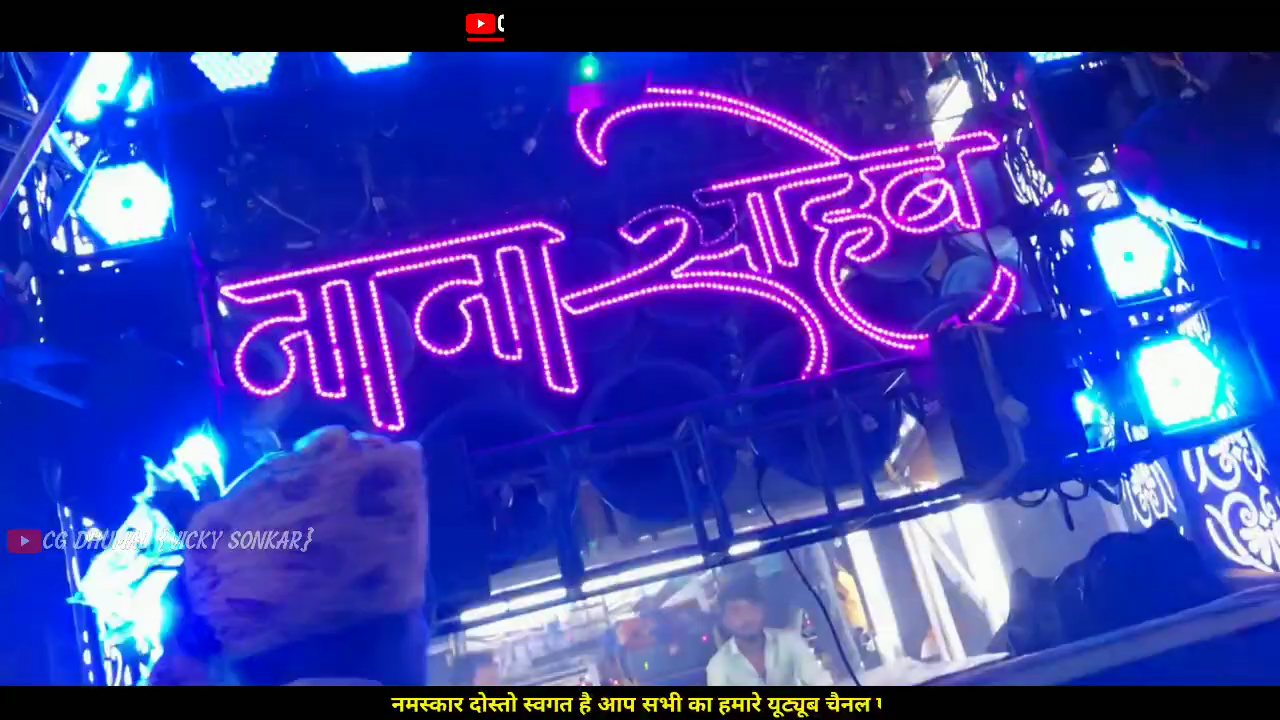 नाना साहेब
CG DHUMAL {VICKY SONKAR}
नमस्कार दोस्तो स्वगत है आप सभी का हमारे यूट्यूब चैनल